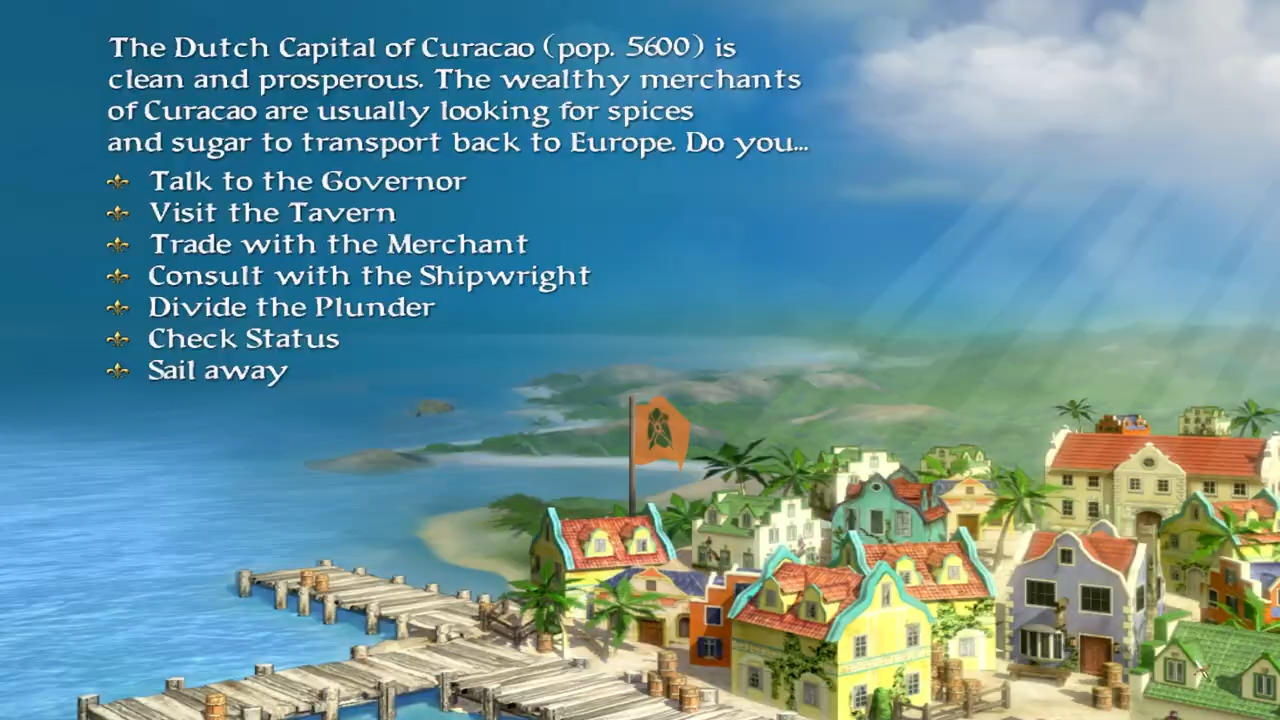 The Dutch Capital of Curacao (pop. 5600) is
clean and prosperous. The wealthy merchants
of Curacao are usually looking for spices
and sugar to transport back to Europe. Do you...
Talk to the Governor
Visit the Tavern
Trade with the Merchant
Consult with the Shipwright
Divide the Plunder
Check Status
Sail away